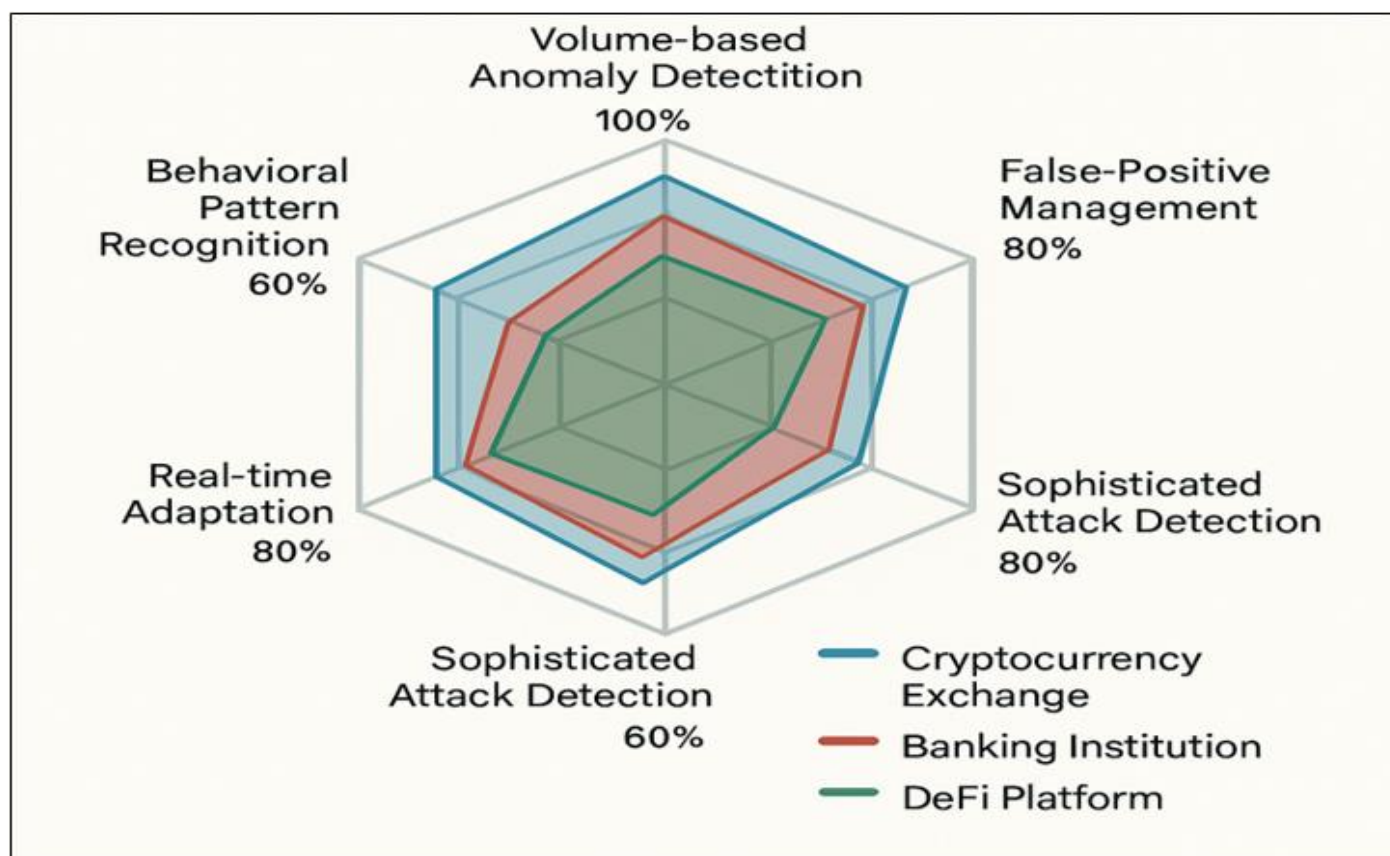 Volume-based
Anomaly Detectition
100%
Behavioral
Pattern
Recognition
60%
False-Positive
Management
80%
Real-time
Adaptation
80%
Sophisticated
Attack Detection
80%
Sophisticated
Attack Detection
60%
Cryptocurrency
Exchange
Banking Institution
DeFi Platform